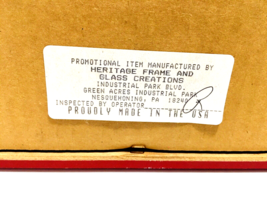 PROMOTIONAL ITEM MANUFACTURED BY
HERITAGE FRAME AND
GLASS CREATIONS
INDUSTRIAL PARK BLVD.
GREEN ACRES INDUSTRIAL PARK
NESQUEHONING, PA 18240
INSPECTED BY OPERATOR
PROUDLY MADE IN THE USA